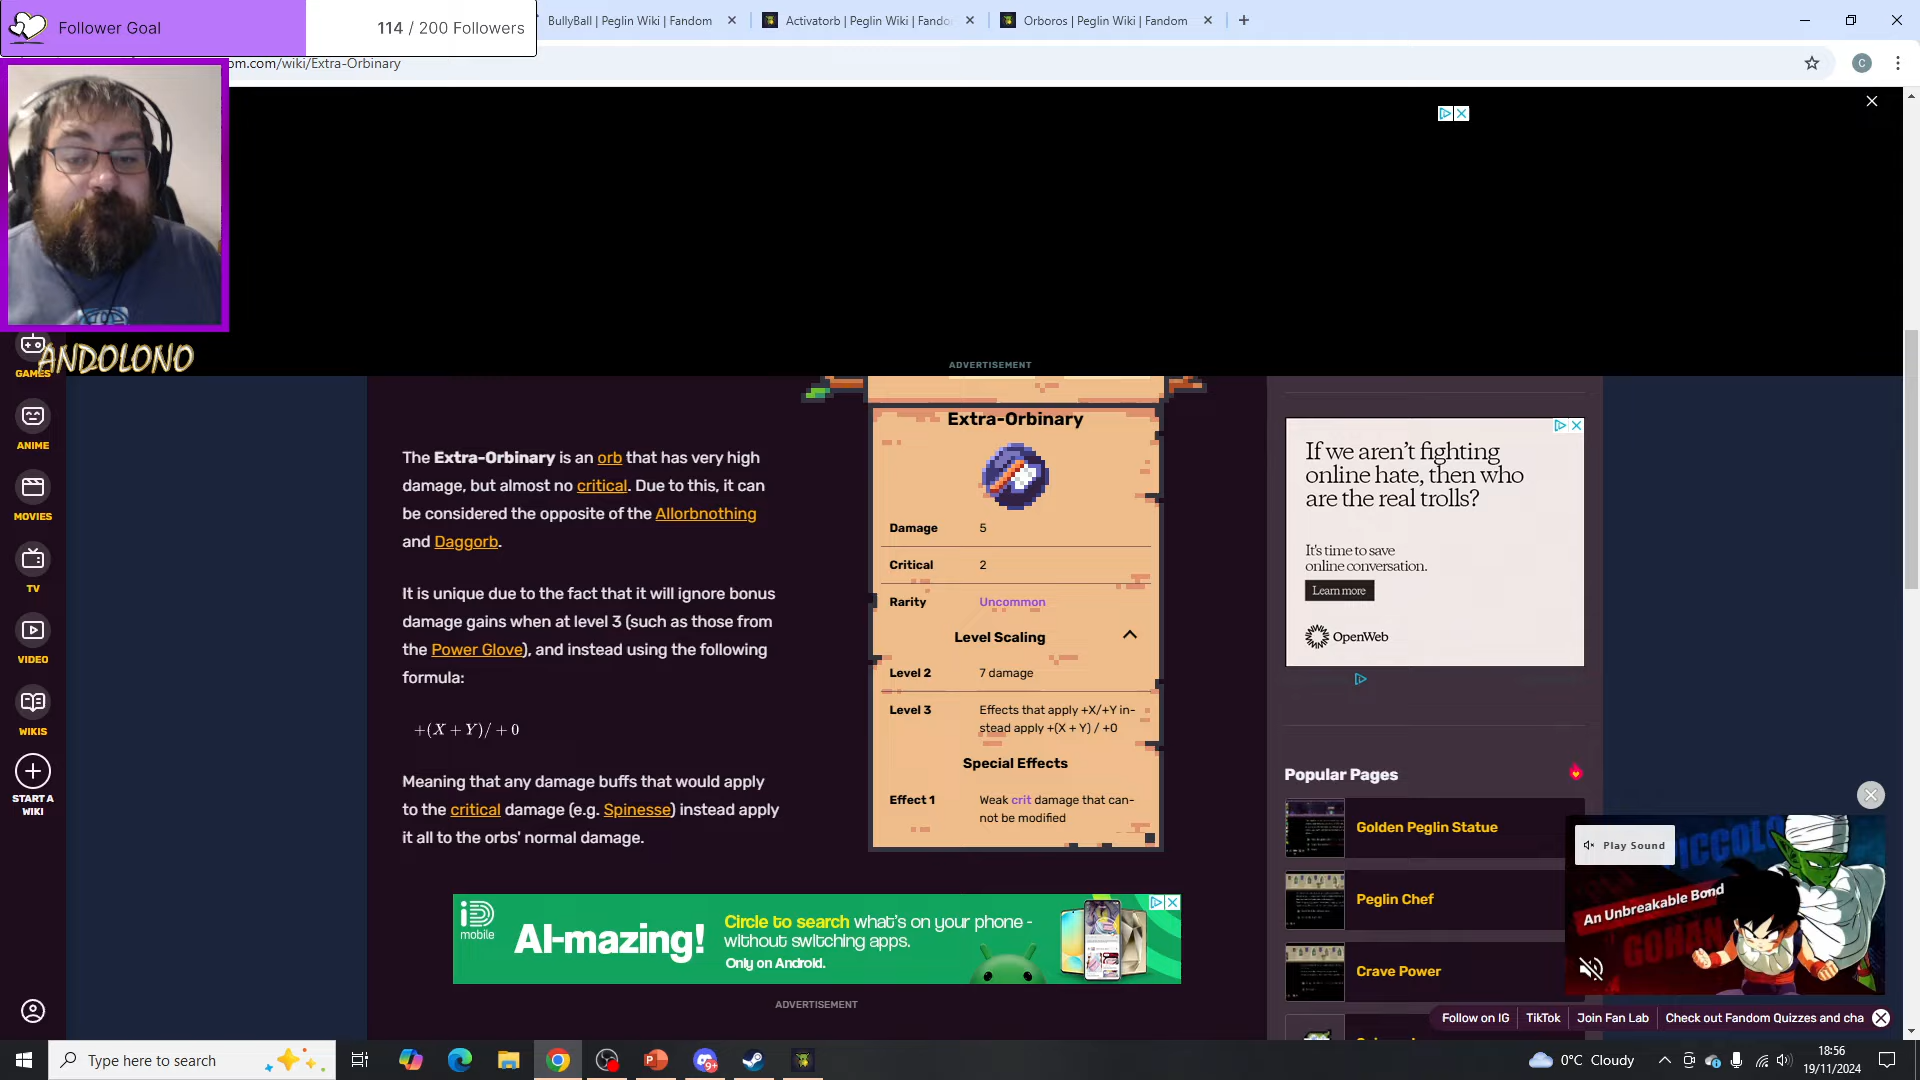 Follower Goal
114 / 200 Followers
BullyBall | Peglin Wiki | Fandom
Activatorb | Peglin Wiki | Fando
Orboros | Peglin Wiki | Fandom
om.com/wiki/Extra-Orbinary
C
ANDOLONO
GAMES
ANIME
MOVIES
TV
VIDEO
WIKIS
START A
WIKI
ADVERTISEMENT
The Extra-Orbinary is an orb that has very high
damage, but almost no critical. Due to this, it can
be considered the opposite of the Allorbnothing
and Daggorb.
It is unique due to the fact that it will ignore bonus
damage gains when at level 3 (such as those from
the Power Glove), and instead using the following
formula:
+(X + Y)/ + 0
Meaning that any damage buffs that would apply
to the critical damage (e.g. Spinesse) instead apply
it all to the orbs' normal damage.
Extra-Orbinary
Damage 5
Critical 2
Rarity Uncommon
Level Scaling
Level 2 7 damage
Level 3 Effects that apply +X/+Y in-
stead apply +(X + Y) / +0
Special Effects
Effect 1 Weak crit damage that can-
not be modified
If we aren't fighting
online hate, then who
are the real trolls?
It's time to save
online conversation.
Learn more
OpenWeb
Popular Pages
Golden Peglin Statue
Peglin Chef
Crave Power
Play Sound
PICCOLO
An Unbreakable Bond
GOHAN
iD
mobile
AI-mazing!
Circle to search what's on your phone -
without switching apps.
Only on Android.
ADVERTISEMENT
Follow on IG
TikTok
Join Fan Lab
Check out Fandom Quizzes and cha
Type here to search
9+
0°C Cloudy
18:56
19/11/2024